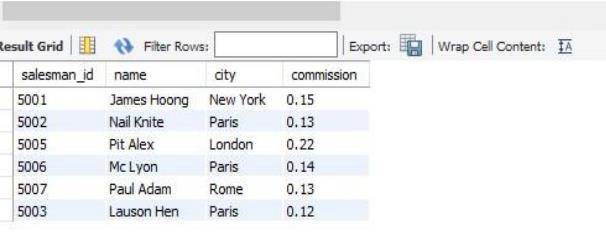 Result Grid Filter Rows: Export: Wrap Cell Content: IA
salesman_id name city commission
5001 James Hoong New York 0.15
5002 Nail Knite Paris 0.13
5005 Pit Alex London 0.22
5006 Mc Lyon Paris 0.14
5007 Paul Adam Rome 0.13
5003 Lauson Hen Paris 0.12